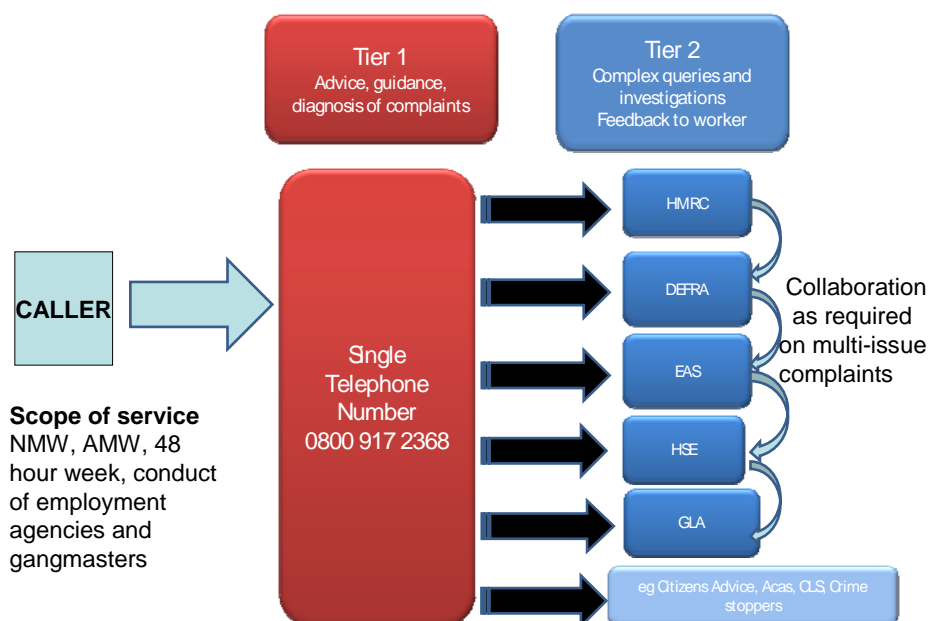 Tier 1
Advice, guidance,
diagnosis of complaints
Tier 2
Complex queries and
investigations
Feedback to worker
CALLER
Scope of service
NMW, AMW, 48
hour week, conduct
of employment
agencies and
gangmasters
Single
Telephone
Number
0800 917 2368
HMRC
DEFRA
EAS
HSE
GLA
eg Citizens Advice, Acas, CLS, Crime
stoppers
Collaboration
as required
on multi-issue
complaints